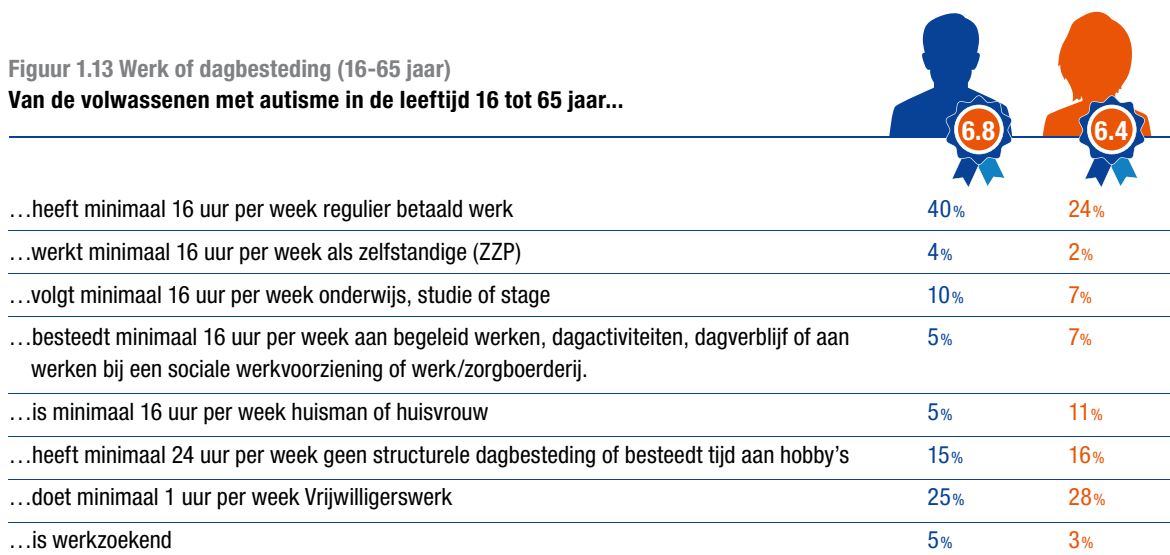 Figuur 1.13 Werk of dagbesteding (16-65 jaar)
Van de volwassenen met autisme in de leeftijd 16 tot 65 jaar...
6.8 6.4
…heeft minimaal 16 uur per week regulier betaald werk 40% 24%
…werkt minimaal 16 uur per week als zelfstandige (ZZP) 4% 2%
…volgt minimaal 16 uur per week onderwijs, studie of stage 10% 7%
…besteedt minimaal 16 uur per week aan begeleid werken, dagactiviteiten, dagverblijf of aan 5% 7%
werken bij een sociale werkvoorziening of werk/zorgboerderij.
…is minimaal 16 uur per week huisman of huisvrouw 5% 11%
…heeft minimaal 24 uur per week geen structurele dagbesteding of besteedt tijd aan hobby’s 15% 16%
…doet minimaal 1 uur per week Vrijwilligerswerk 25% 28%
…is werkzoekend 5% 3%